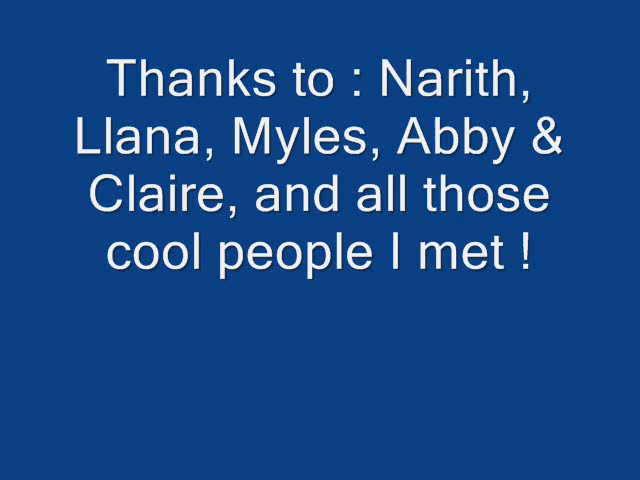 Thanks to : Narith,
Llana, Myles, Abby &
Claire, and all those
cool people I met !